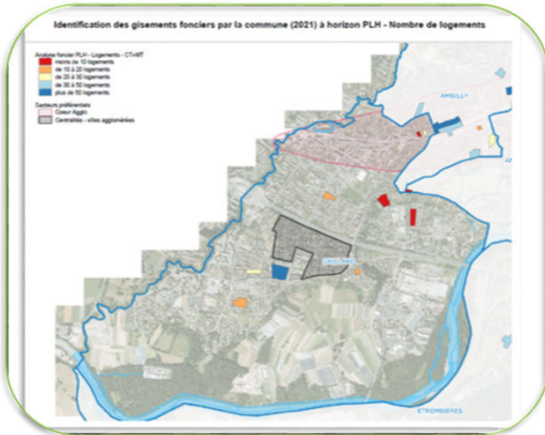 Identification des gisements fonciers par la commune (2021) à horizon PLH - Nombre de logements
Analyse foncier PLH - Logements - CT+MT
moins de 10 logements
de 10 à 20 logements
de 20 à 30 logements
de 30 à 50 logements
plus de 50 logements
Secteurs préférentiels
Coeur Agglo
Centralités - villes agglomérées
AMBILLY
GAILLARD
ETREMBIERES